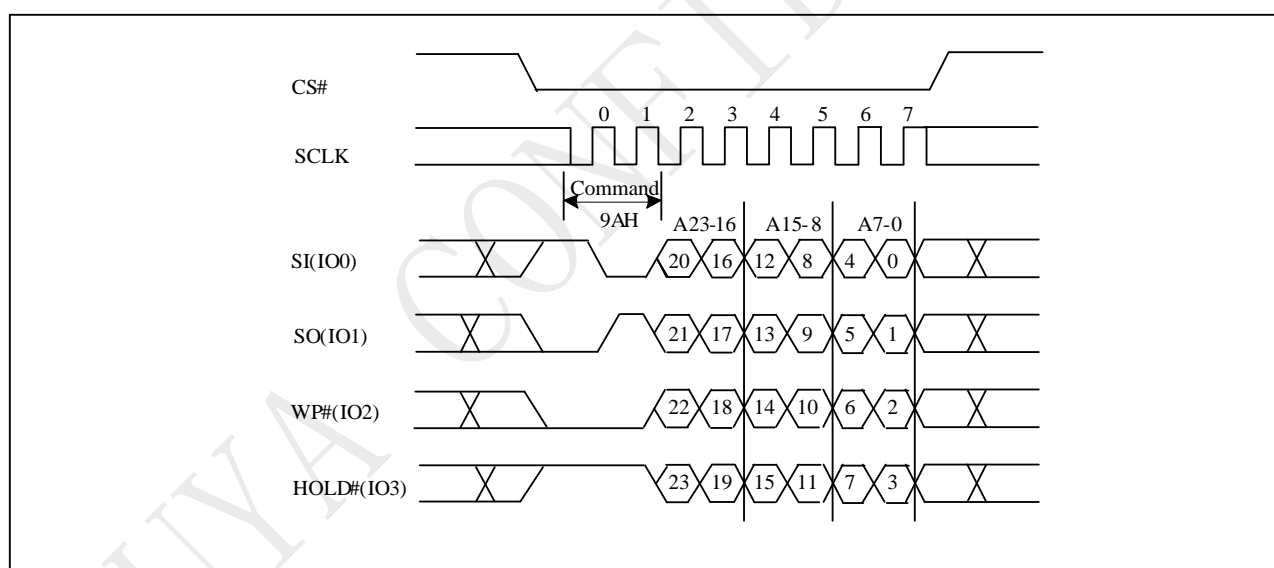 CS#
0 1 2 3 4 5 6 7
SCLK
Command
9AH
A23-16 A15-8 A7-0
SI(IO0) 20 16 12 8 4 0
SO(IO1) 21 17 13 9 5 1
WP#(IO2) 22 18 14 10 6 2
HOLD#(IO3) 23 19 15 11 7 3